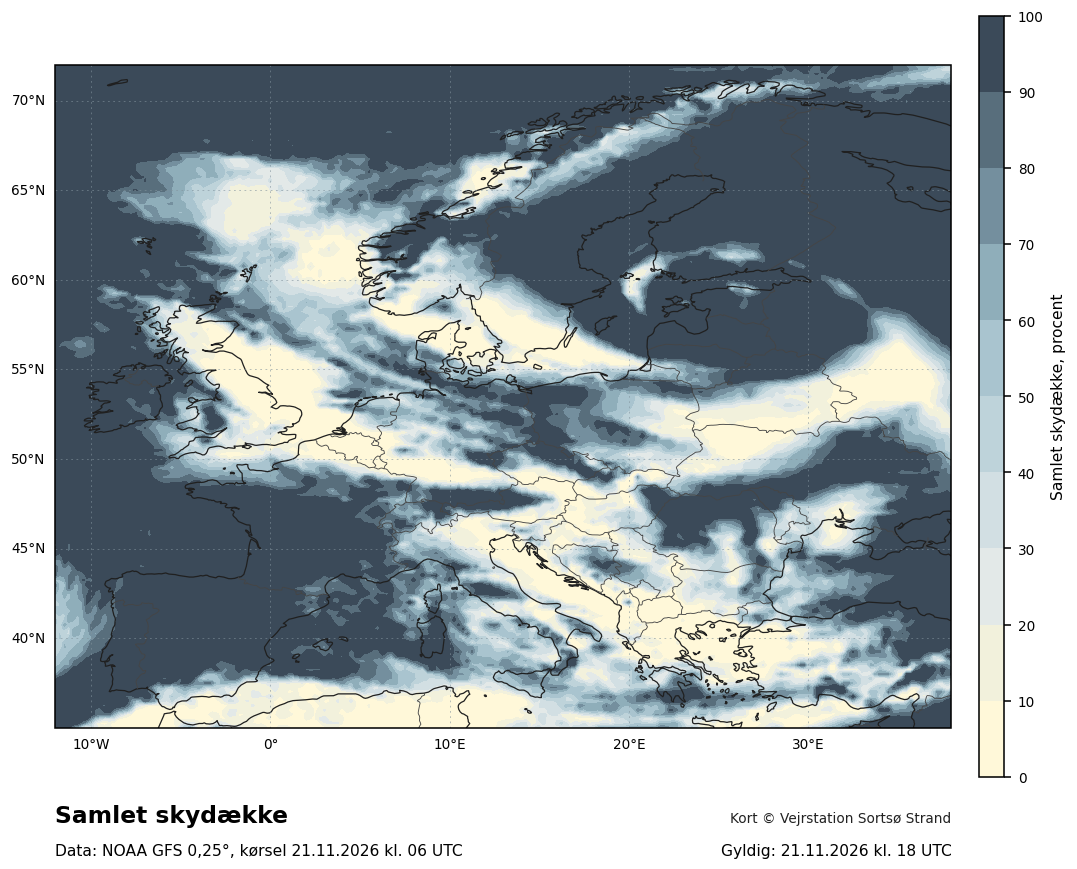 70°N
65°N
60°N
55°N
50°N
45°N
40°N
10°W 0° 10°E 20°E 30°E
100
90
80
70
60
50
40
30
20
10
0
Samlet skydække, procent
Samlet skydække
Kort © Vejrstation Sortsø Strand
Data: NOAA GFS 0,25°, kørsel 21.11.2026 kl. 06 UTC
Gyldig: 21.11.2026 kl. 18 UTC